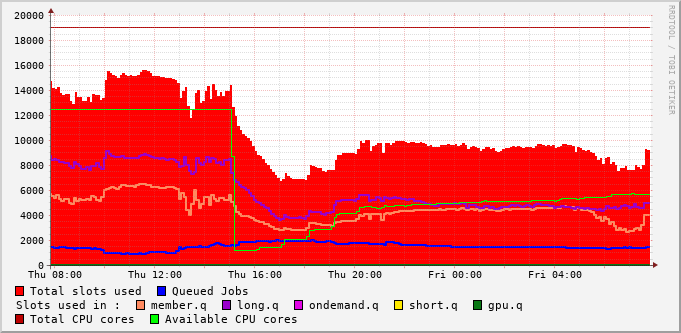 20000
18000
16000
14000
12000
10000
8000
6000
4000
2000
0
Thu 08:00 Thu 12:00 Thu 16:00 Thu 20:00 Fri 00:00 Fri 04:00
Total slots used Queued Jobs
Slots used in : member.q long.q ondemand.q short.q gpu.q
Total CPU cores Available CPU cores
RRDTOOL / TOBI OETIKER